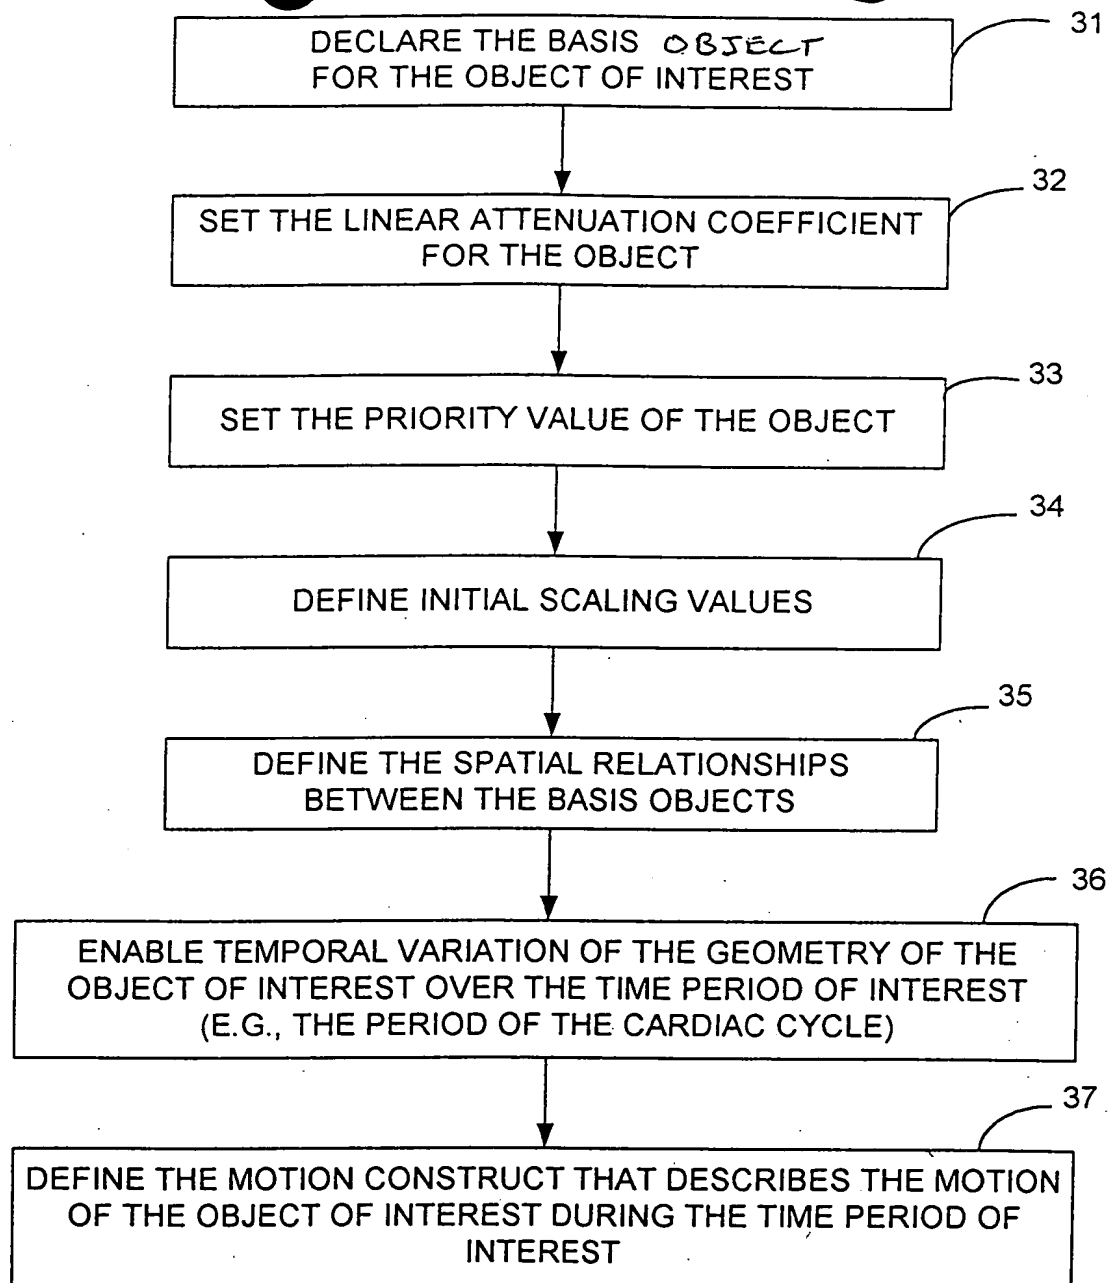 31
DECLARE THE BASIS OBJECT
FOR THE OBJECT OF INTEREST
32
SET THE LINEAR ATTENUATION COEFFICIENT
FOR THE OBJECT
33
SET THE PRIORITY VALUE OF THE OBJECT
34
DEFINE INITIAL SCALING VALUES
35
DEFINE THE SPATIAL RELATIONSHIPS
BETWEEN THE BASIS OBJECTS
36
ENABLE TEMPORAL VARIATION OF THE GEOMETRY OF THE
OBJECT OF INTEREST OVER THE TIME PERIOD OF INTEREST
(E.G., THE PERIOD OF THE CARDIAC CYCLE)
37
DEFINE THE MOTION CONSTRUCT THAT DESCRIBES THE MOTION
OF THE OBJECT OF INTEREST DURING THE TIME PERIOD OF
INTEREST